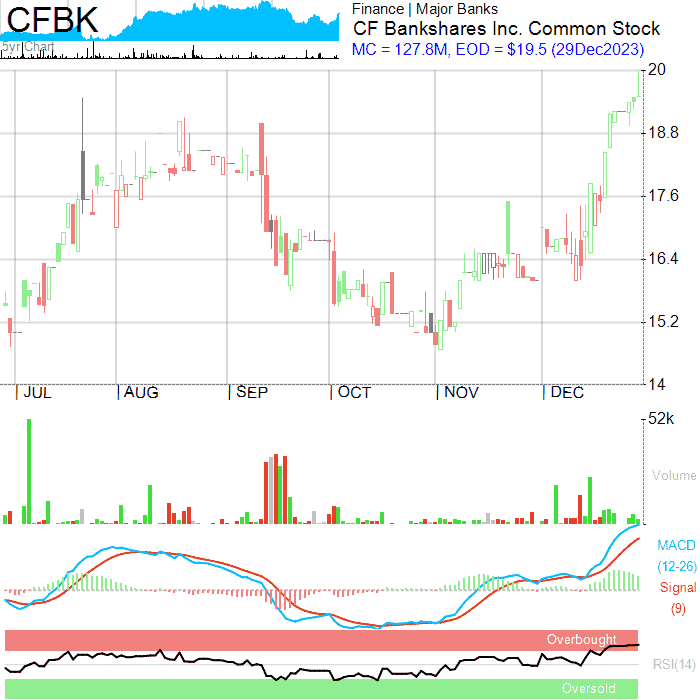 CFBK
5yr Chart
Finance | Major Banks
CF Bankshares Inc. Common Stock
MC = 127.8M, EOD = $19.5 (29Dec2023)
20
18.8
17.6
16.4
15.2
14
JUL AUG SEP OCT NOV DEC
52k
Volume
MACD
(12-26)
Signal
(9)
Overbought
RSI(14)
Oversold